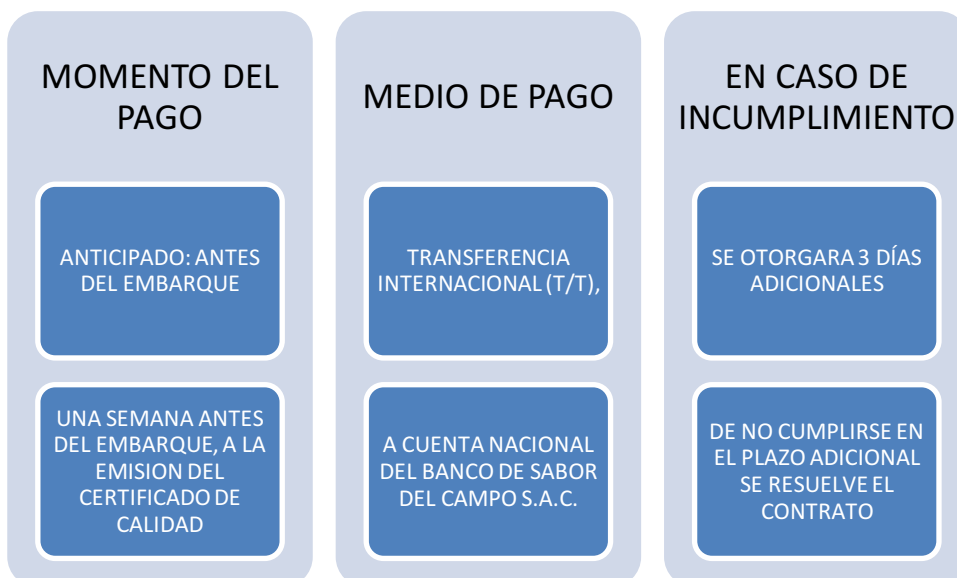 MOMENTO DEL
PAGO
ANTICIPADO: ANTES
DEL EMBARQUE
UNA SEMANA ANTES
DEL EMBARQUE, A LA
EMISION DEL
CERTIFICADO DE
CALIDAD
MEDIO DE PAGO
TRANSFERENCIA
INTERNACIONAL (T/T),
A CUENTA NACIONAL
DEL BANCO DE SABOR
DEL CAMPO S.A.C.
EN CASO DE
INCUMPLIMIENTO
SE OTORGARA 3 DÍAS
ADICIONALES
DE NO CUMPLIRSE EN
EL PLAZO ADICIONAL
SE RESUELVE EL
CONTRATO